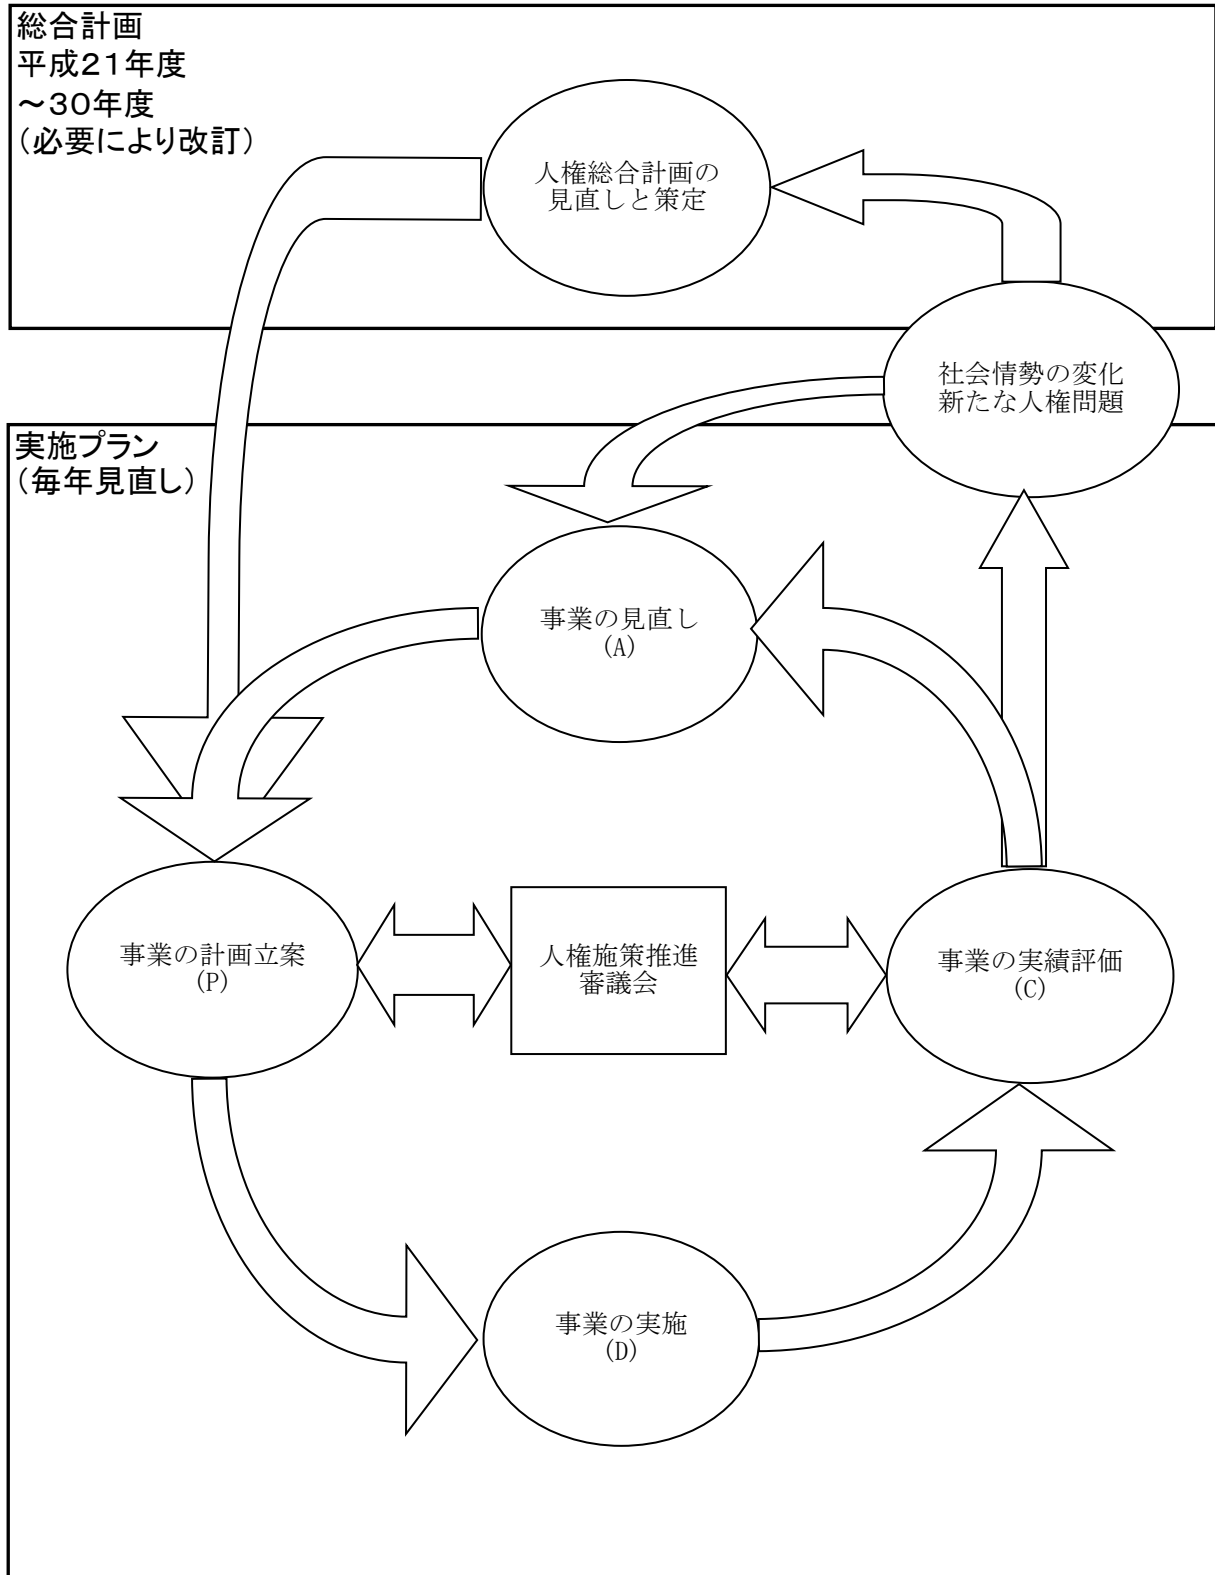 総合計画
平成21年度
～30年度
（必要により改訂）
人権総合計画の
見直しと策定
社会情勢の変化
新たな人権問題
実施プラン
（毎年見直し）
事業の見直し
(A)
事業の計画立案
(P)
人権施策推進
審議会
事業の実績評価
(C)
事業の実施
(D)